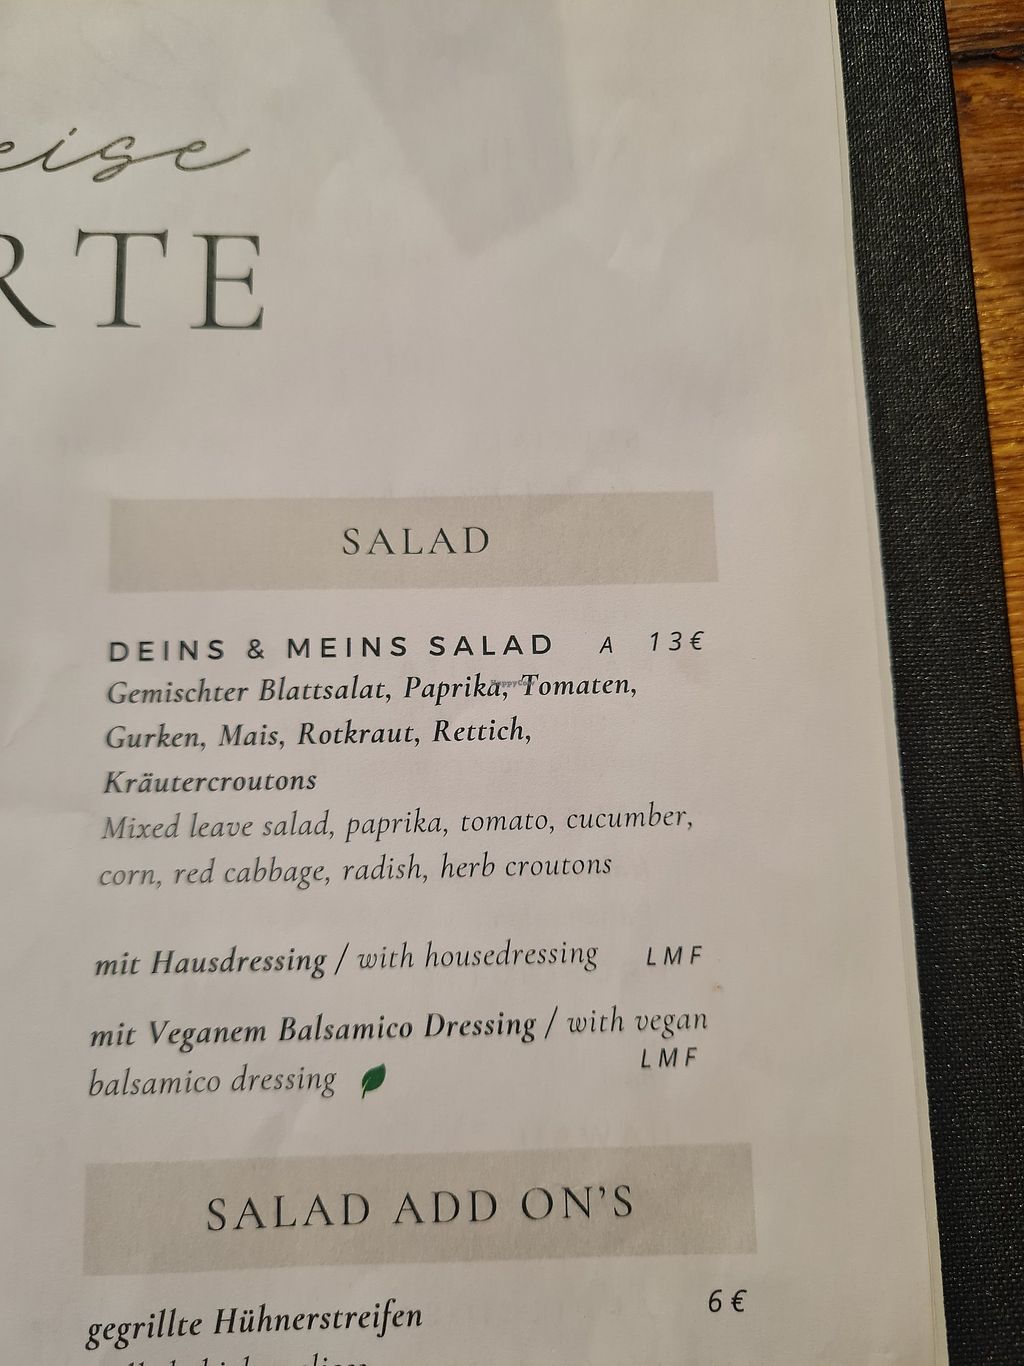 eise
RTE
SALAD
DEINS & MEINS SALAD A 13€
Gemischter Blattsalat, Paprika, Tomaten,
Gurken, Mais, Rotkraut, Rettich,
Kräutercroutons
Mixed leave salad, paprika, tomato, cucumber,
corn, red cabbage, radish, herb croutons
mit Hausdressing / with housedressing LMF
mit Veganem Balsamico Dressing / with vegan
balsamico dressing LMF
SALAD ADD ON'S
gegrillte Hühnerstreifen 6€